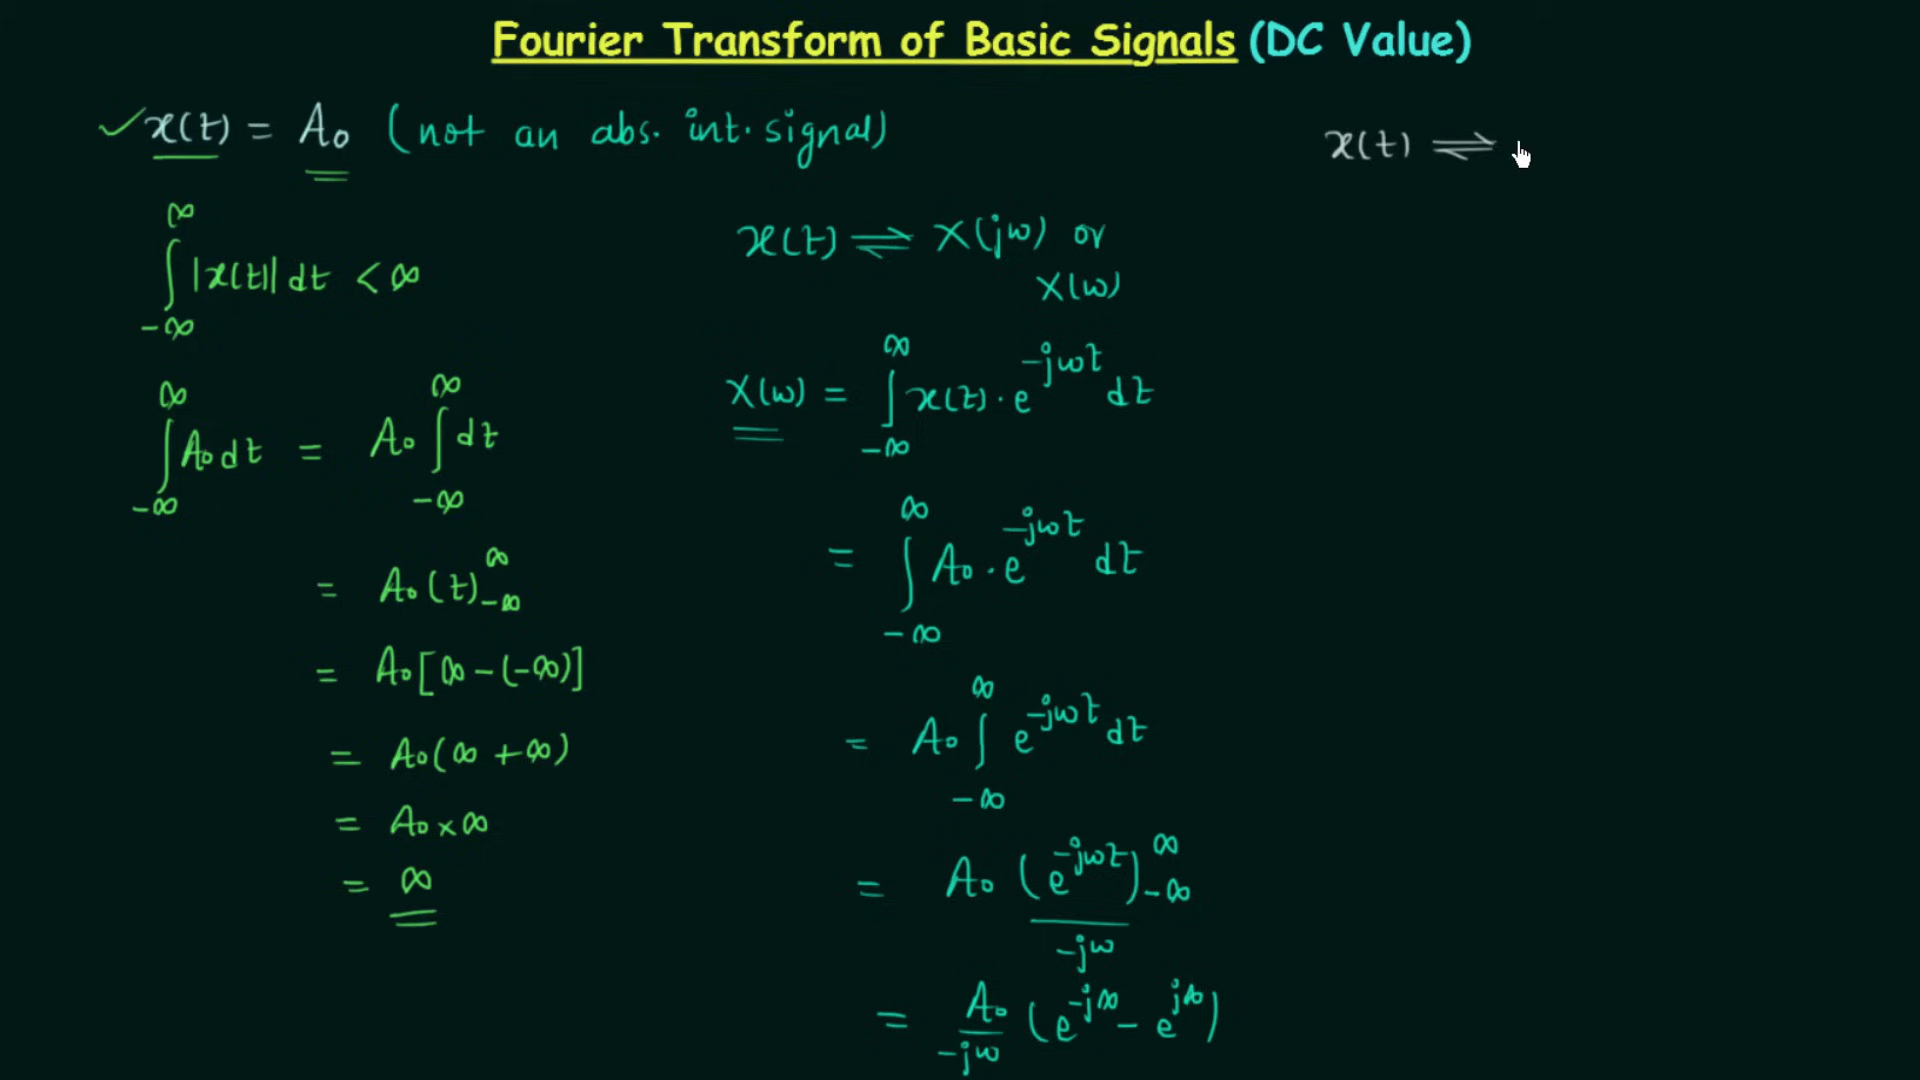 Fourier Transform of Basic Signals (DC Value)
✓ x(t) = A₀ (not an abs. int. signal)
∫_{-∞}^{∞} |x(t)| dt < ∞
∫_{-∞}^{∞} A₀ dt = A₀ ∫_{-∞}^{∞} dt
= A₀ (t)_{-∞}^{∞}
= A₀ [∞ - (-∞)]
= A₀ (∞ + ∞)
= A₀ × ∞
= ∞
x(t) ⇌ X(jω) or
X(ω)
X(ω) = ∫_{-∞}^{∞} x(t) · e^{-jωt} dt
= ∫_{-∞}^{∞} A₀ · e^{-jωt} dt
= A₀ ∫_{-∞}^{∞} e^{-jωt} dt
= A₀ (e^{-jωt})_{-∞}^{∞} / -jω
= A₀ / -jω (e^{-j∞} - e^{j∞})
x(t) ⇌